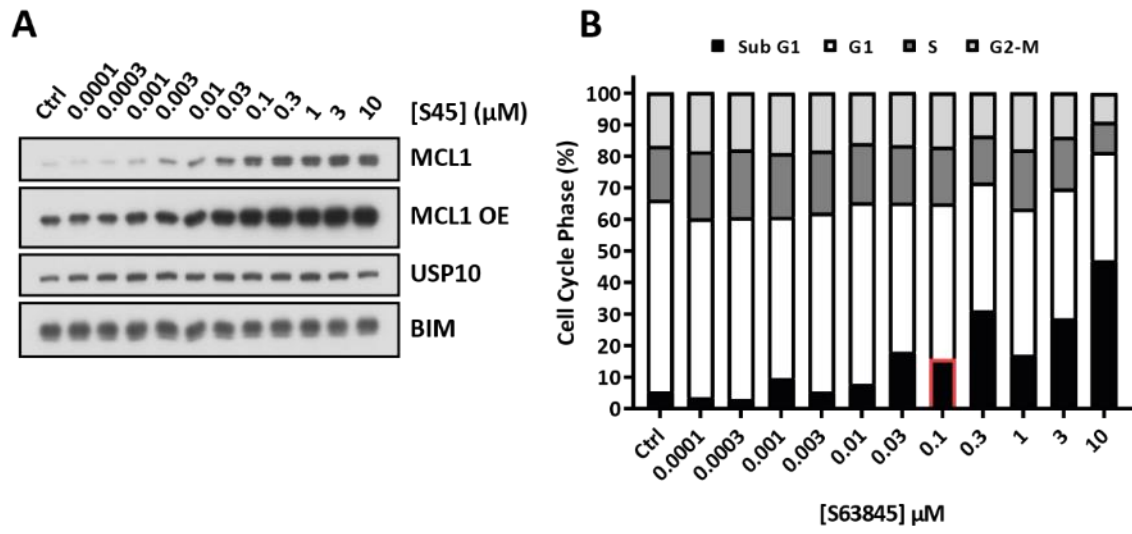 A
Ctrl 0.0001 0.0003 0.001 0.003 0.01 0.03 0.1 0.3 1 3 10 [S45] (µM)
MCL1
MCL1 OE
USP10
BIM
B
Sub G1 G1 S G2-M
Cell Cycle Phase (%)
100
90
80
70
60
50
40
30
20
10
0
Ctrl 0.0001 0.0003 0.001 0.003 0.01 0.03 0.1 0.3 1 3 10
[S63845] µM